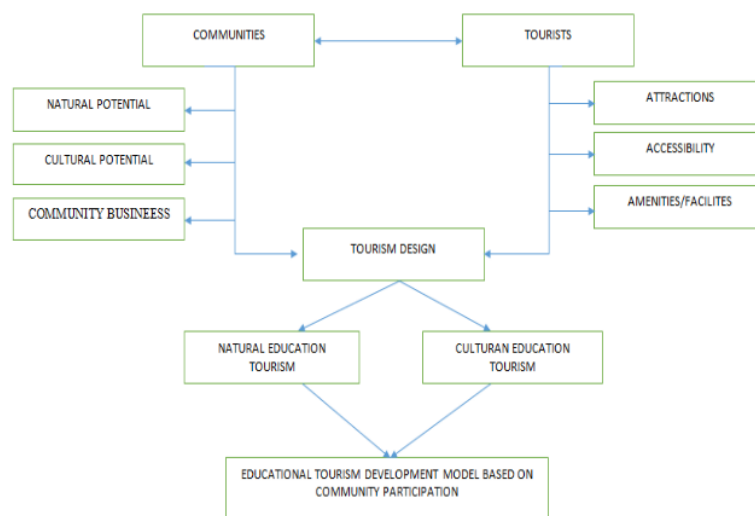 COMMUNITIES
TOURISTS
NATURAL POTENTIAL
ATTRACTIONS
CULTURAL POTENTIAL
ACCESSIBILITY
COMMUNITY BUSINEESS
AMENITIES/FACILITES
TOURISM DESIGN
NATURAL EDUCATION
TOURISM
CULTURAN EDUCATION
TOURISM
EDUCATIONAL TOURISM DEVELOPMENT MODEL BASED ON
COMMUNITY PARTICIPATION